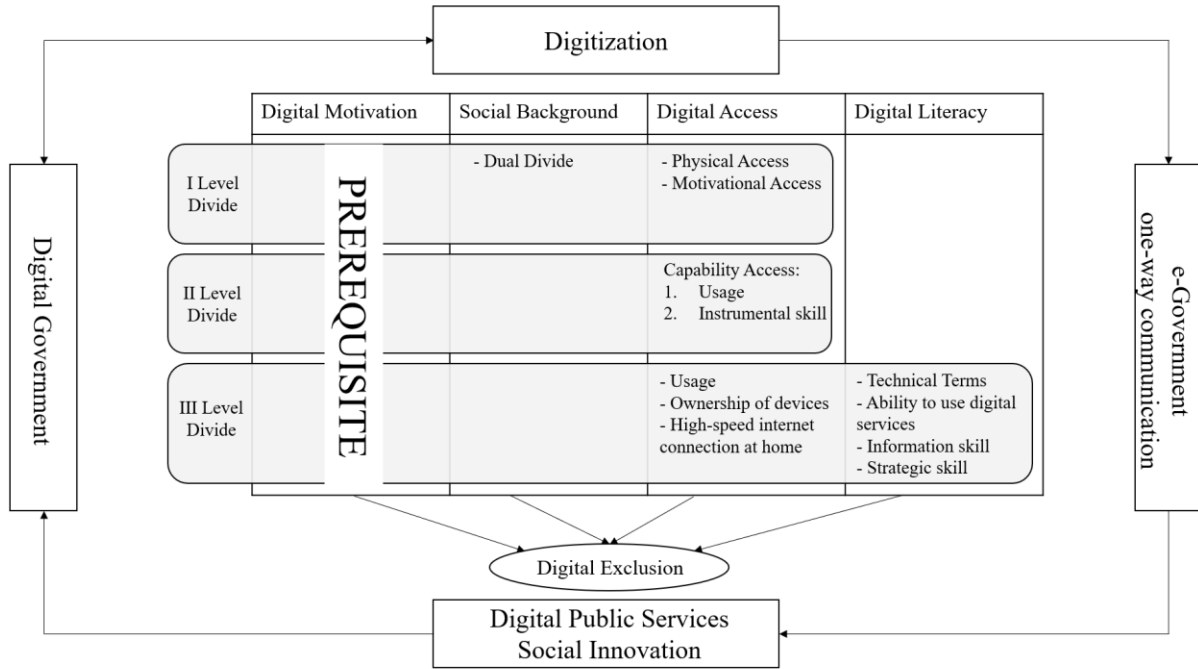 Digitization
Digital Motivation
Social Background
Digital Access
Digital Literacy
I Level
Divide
- Dual Divide
- Physical Access
- Motivational Access
II Level
Divide
Capability Access:
1. Usage
2. Instrumental skill
III Level
Divide
- Usage
- Ownership of devices
- High-speed internet
connection at home
- Technical Terms
- Ability to use digital
services
- Information skill
- Strategic skill
PREREQUISITE
Digital Government
e-Government
one-way communication
Digital Exclusion
Digital Public Services
Social Innovation